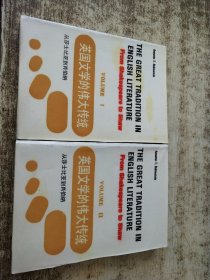 THE GREAT TRADITION IN
ENGLISH LITERATURE
From Shakespeare to Shaw
VOLUME I
英国文学的伟大传统
从莎士比亚到肖伯纳
THE GREAT TRADITION IN
ENGLISH LITERATURE
From Shakespeare to Shaw
VOLUME II
英国文学的伟大传统
从莎士比亚到肖伯纳